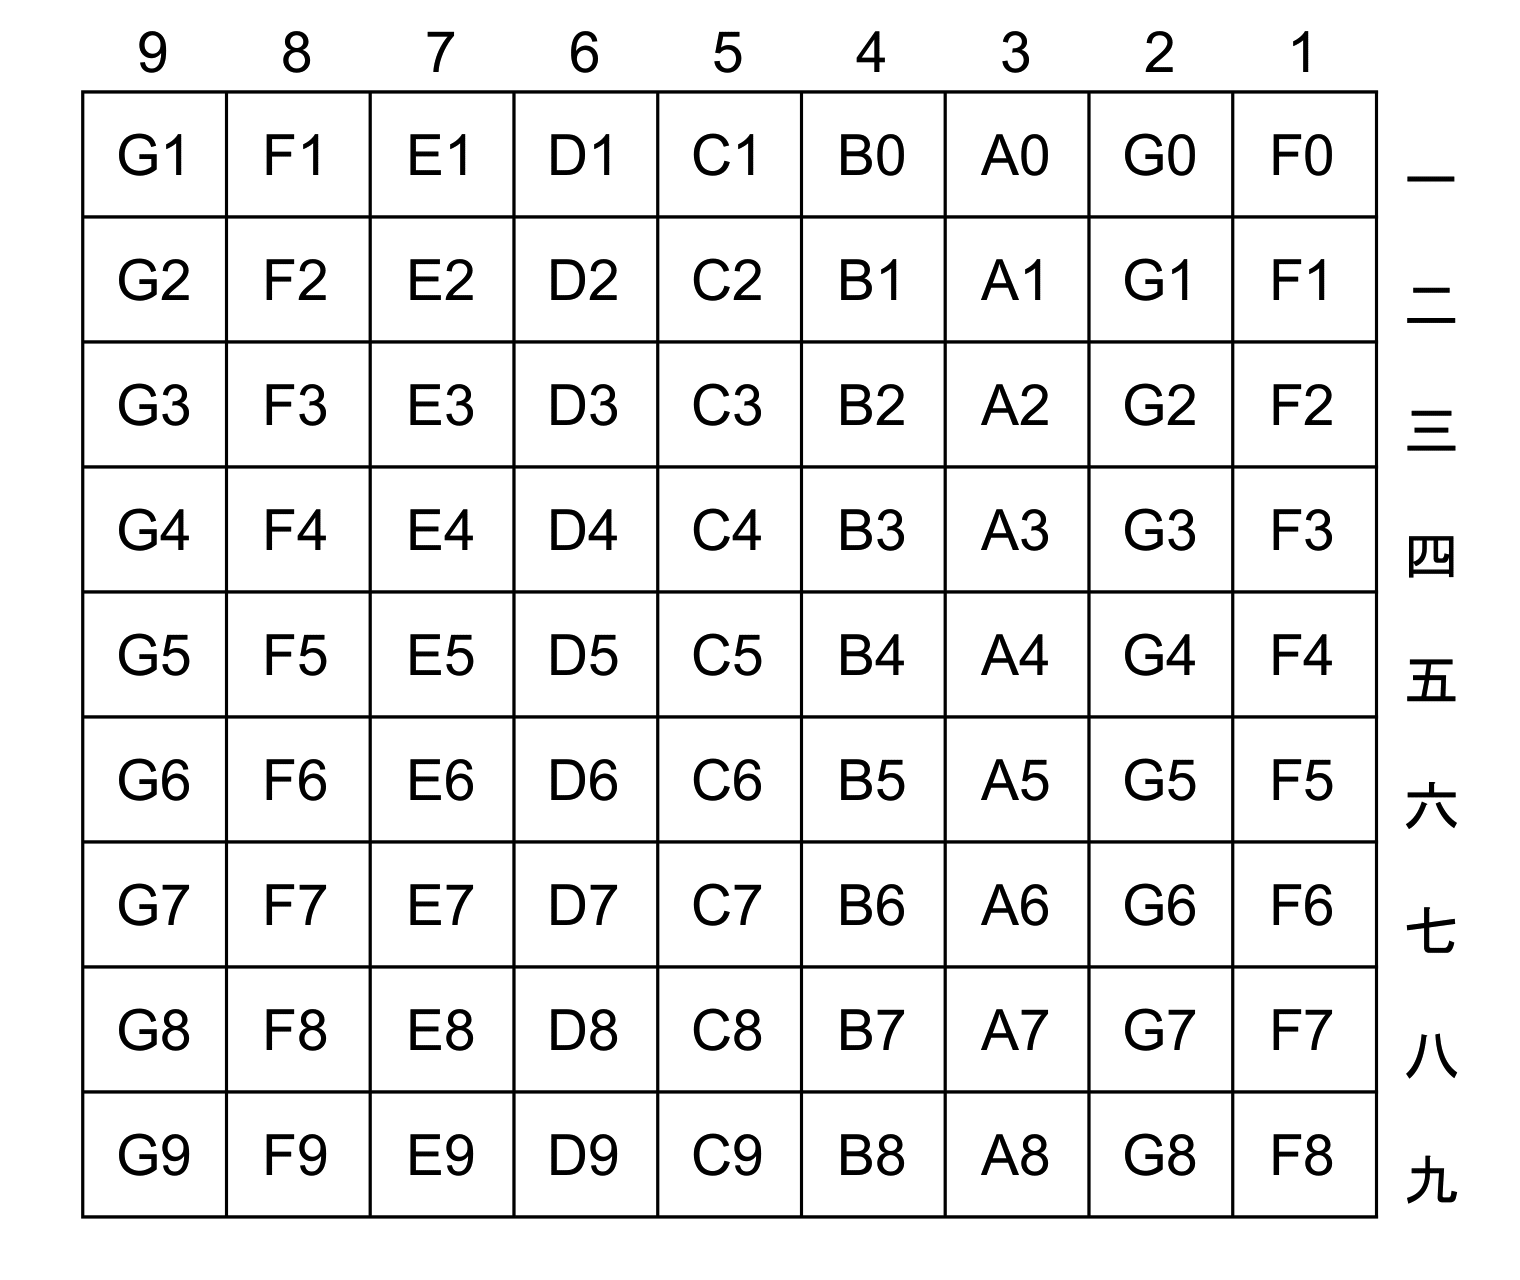 9 8 7 6 5 4 3 2 1
G1 F1 E1 D1 C1 B0 A0 G0 F0 一
G2 F2 E2 D2 C2 B1 A1 G1 F1 二
G3 F3 E3 D3 C3 B2 A2 G2 F2 三
G4 F4 E4 D4 C4 B3 A3 G3 F3 四
G5 F5 E5 D5 C5 B4 A4 G4 F4 五
G6 F6 E6 D6 C6 B5 A5 G5 F5 六
G7 F7 E7 D7 C7 B6 A6 G6 F6 七
G8 F8 E8 D8 C8 B7 A7 G7 F7 八
G9 F9 E9 D9 C9 B8 A8 G8 F8 九